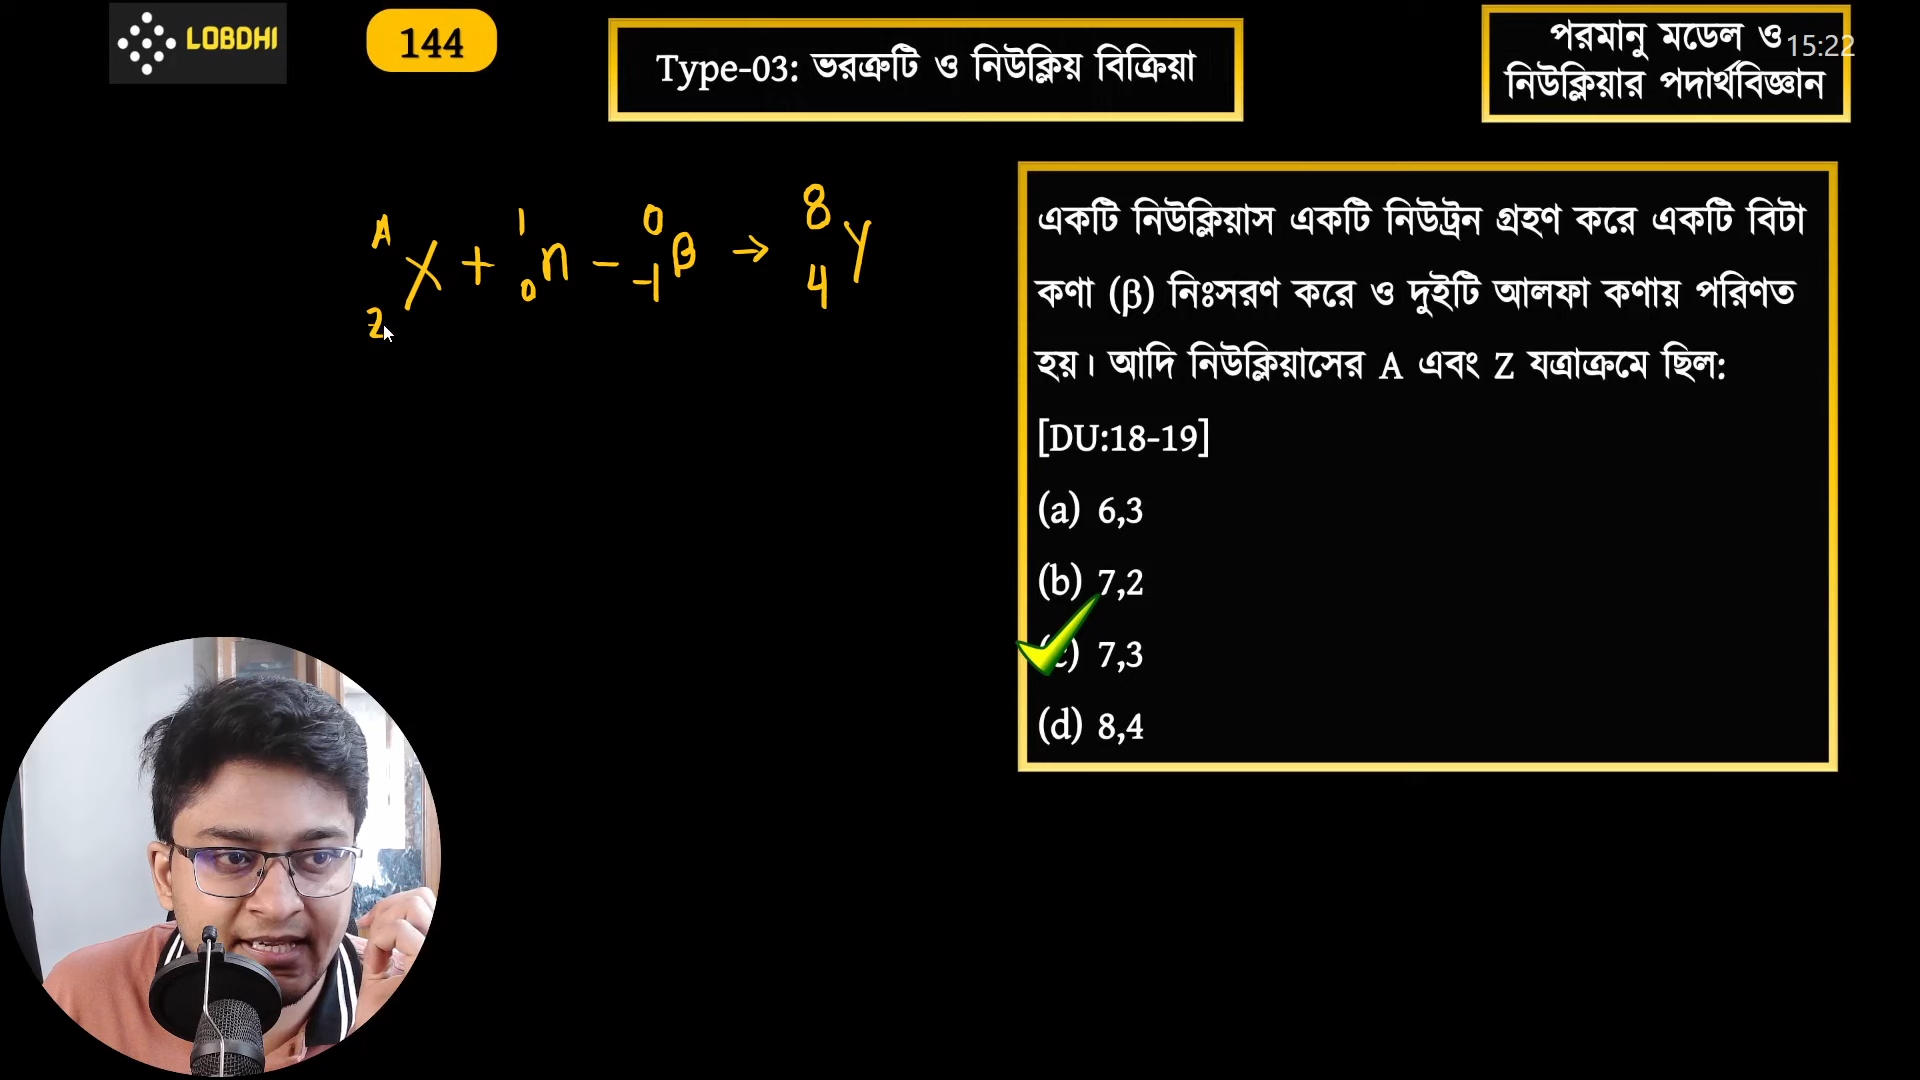 LOBDHI
144
Type-03: ভরত্রুটি ও নিউক্লিয় বিক্রিয়া
পরমানু মডেল ও
নিউক্লিয়ার পদার্থবিজ্ঞান
15:22
A
Z X + 1
0 n − 0
-1 β → 8
4 y
একটি নিউক্লিয়াস একটি নিউট্রন গ্রহণ করে একটি বিটা
কণা (β) নিঃসরণ করে ও দুইটি আলফা কণায় পরিণত
হয়। আদি নিউক্লিয়াসের A এবং Z যত্রাক্রমে ছিল:
[DU:18-19]
(a) 6,3
(b) 7,2
(c) 7,3
(d) 8,4